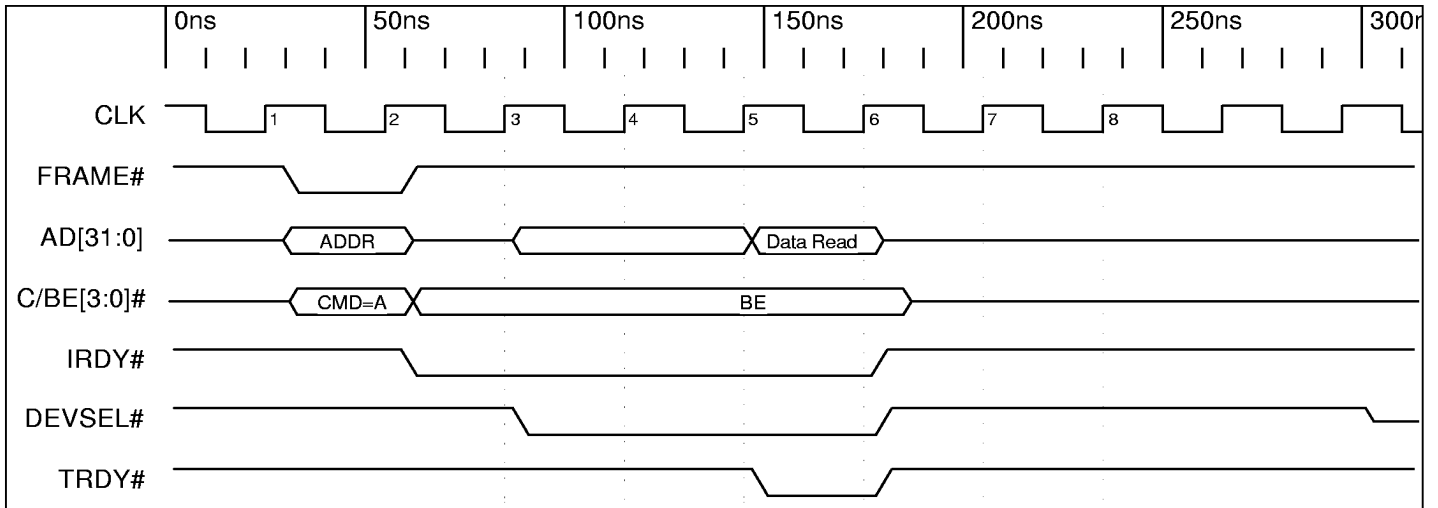 0ns 50ns 100ns 150ns 200ns 250ns 300n
CLK 1 2 3 4 5 6 7 8
FRAME#
AD[31:0] ADDR Data Read
C/BE[3:0]# CMD=A BE
IRDY#
DEVSEL#
TRDY#